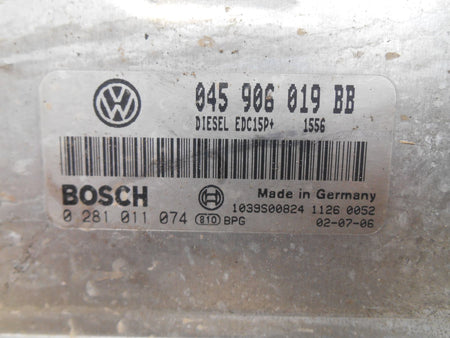 045 906 019 BB
DIESEL EDC15P+ 1556
BOSCH
Made in Germany
0 281 011 074 810 BPG
1039S00824 1126 0052
02-07-06